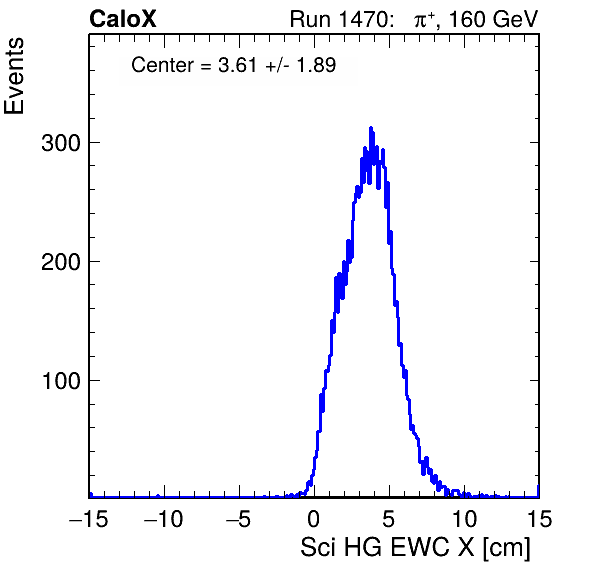 CaloX Run 1470: π⁺, 160 GeV
Center = 3.61 +/- 1.89
Events
300
200
100
−15 −10 −5 0 5 10 15
Sci HG EWC X [cm]